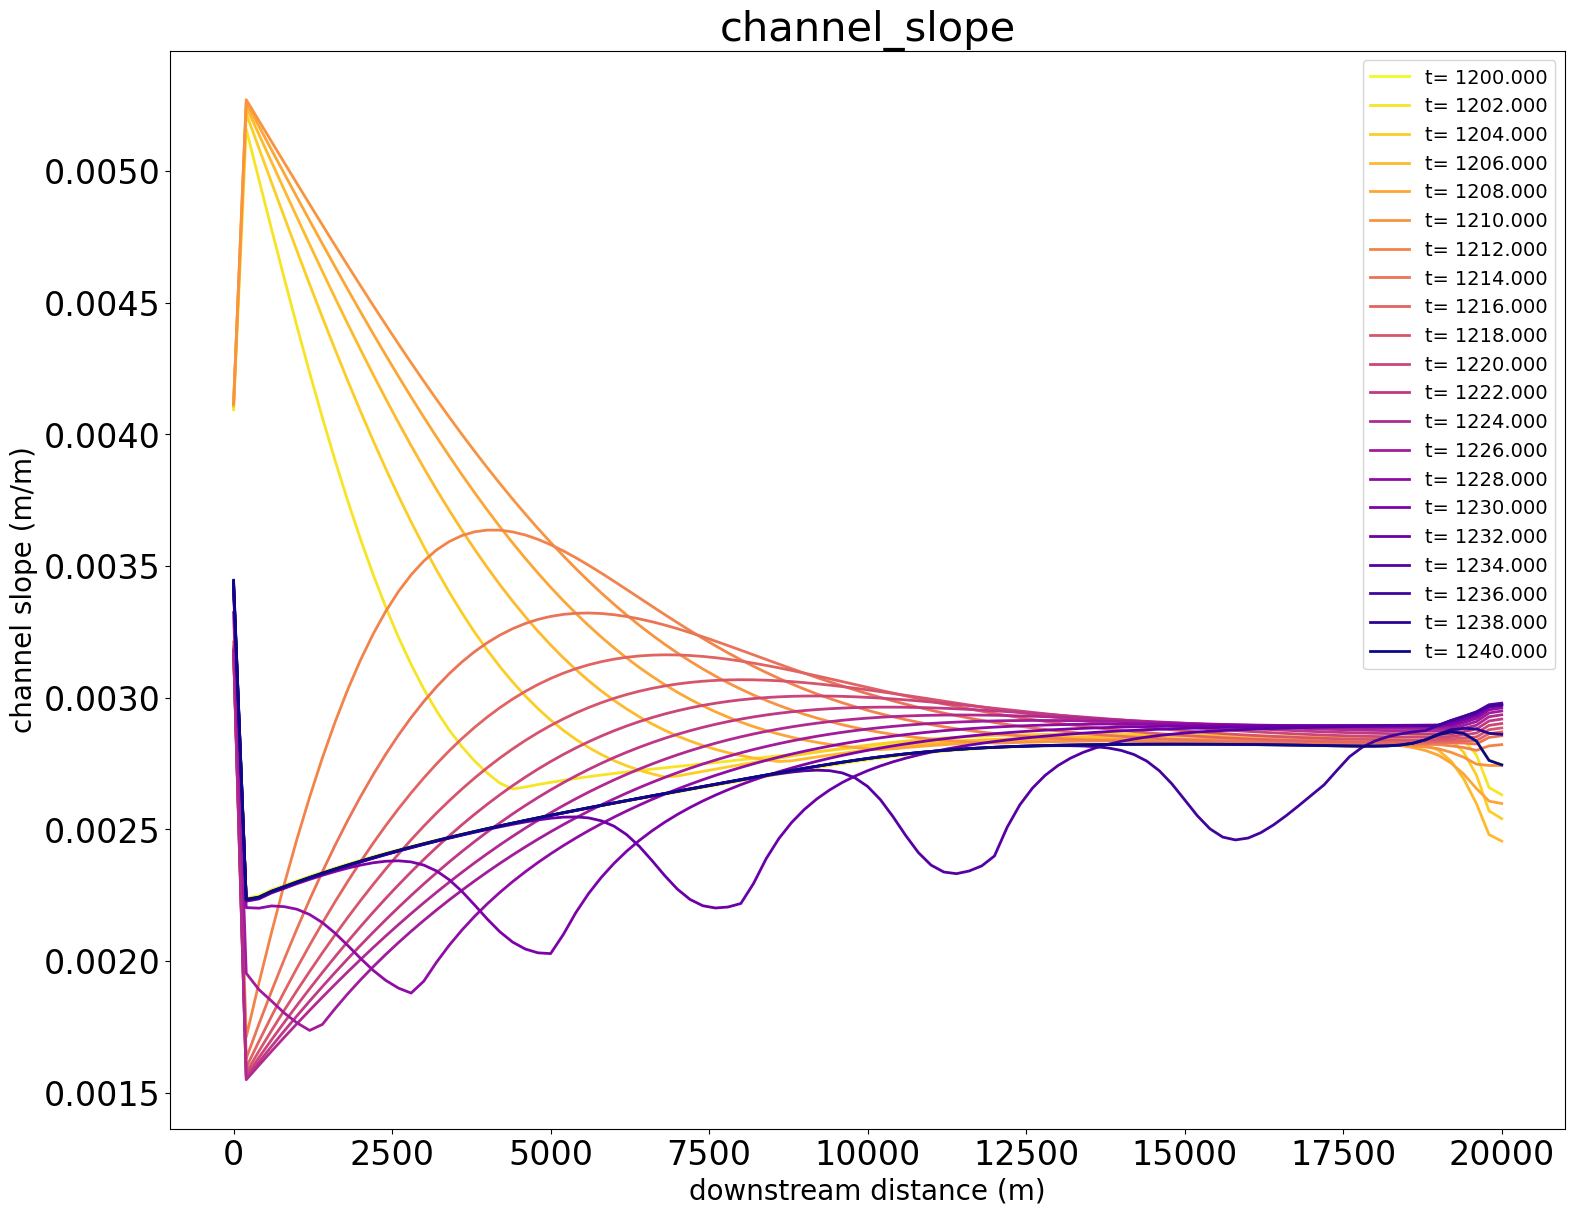 channel_slope
channel slope (m/m)
0.0050
0.0045
0.0040
0.0035
0.0030
0.0025
0.0020
0.0015
t= 1200.000
t= 1202.000
t= 1204.000
t= 1206.000
t= 1208.000
t= 1210.000
t= 1212.000
t= 1214.000
t= 1216.000
t= 1218.000
t= 1220.000
t= 1222.000
t= 1224.000
t= 1226.000
t= 1228.000
t= 1230.000
t= 1232.000
t= 1234.000
t= 1236.000
t= 1238.000
t= 1240.000
0 2500 5000 7500 10000 12500 15000 17500 20000
downstream distance (m)